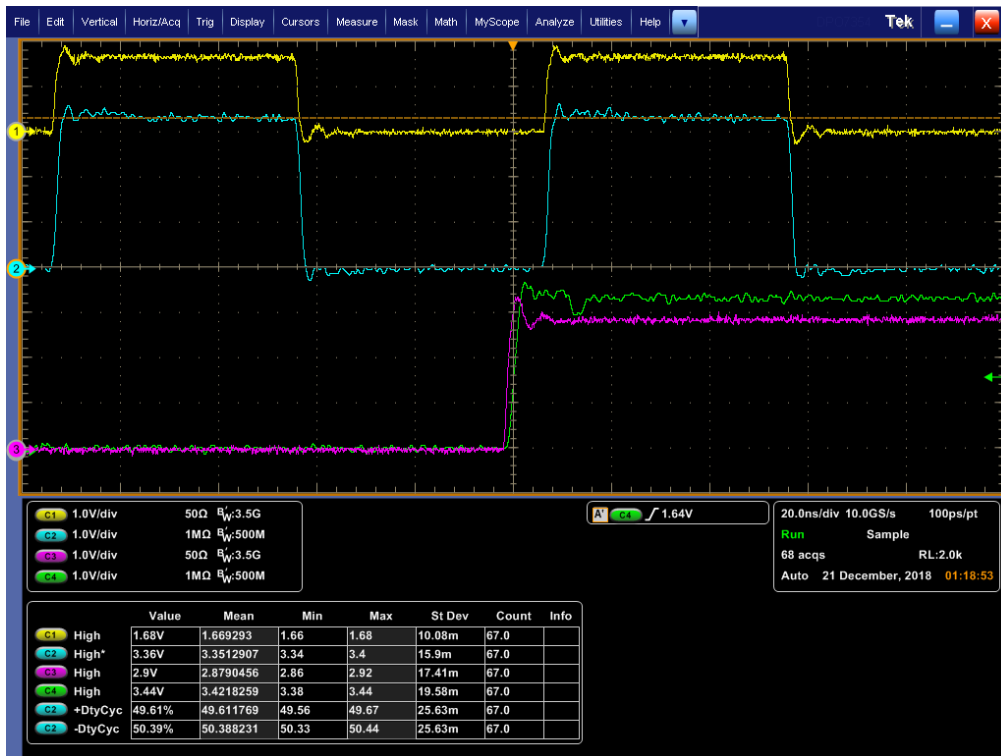 File Edit Vertical Horiz/Acq Trig Display Cursors Measure Mask Math MyScope Analyze Utilities Help Tek X
1
2
3
C1 1.0V/div 50Ω BW:3.5G
C2 1.0V/div 1MΩ BW:500M
C3 1.0V/div 50Ω BW:3.5G
C4 1.0V/div 1MΩ BW:500M
A' C4 1.64V
20.0ns/div 10.0GS/s 100ps/pt
Run Sample
68 acqs RL:2.0k
Auto 21 December, 2018 01:18:53
Value Mean Min Max St Dev Count Info
C1 High 1.68V 1.669293 1.66 1.68 10.08m 67.0
C2 High* 3.36V 3.3512907 3.34 3.4 15.9m 67.0
C3 High 2.9V 2.8790456 2.86 2.92 17.41m 67.0
C4 High 3.44V 3.4218259 3.38 3.44 19.58m 67.0
C2 +DtyCyc 49.61% 49.611769 49.56 49.67 25.63m 67.0
C2 -DtyCyc 50.39% 50.388231 50.33 50.44 25.63m 67.0